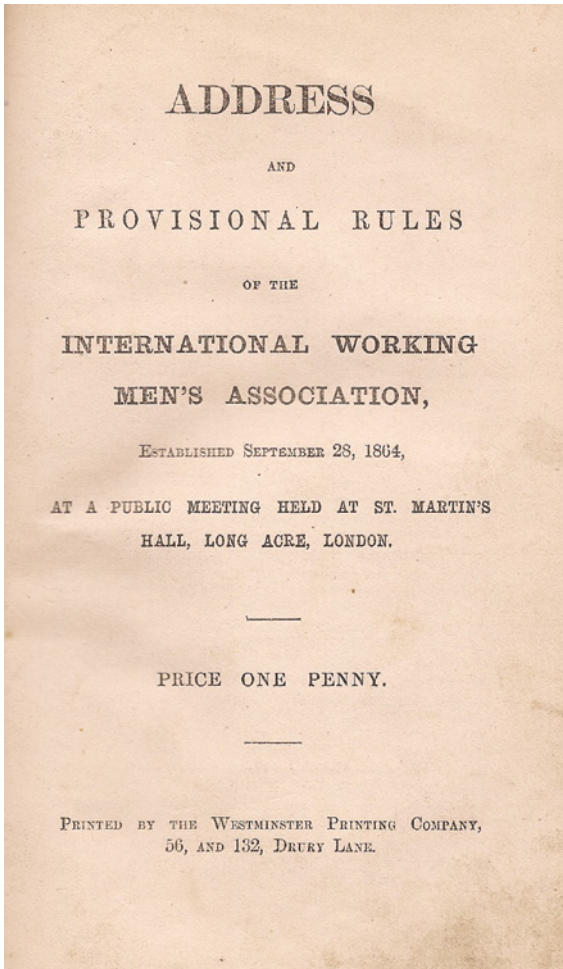 ADDRESS
AND
PROVISIONAL RULES
OF THE
INTERNATIONAL WORKING
MEN'S ASSOCIATION,
ESTABLISHED SEPTEMBER 28, 1864,
AT A PUBLIC MEETING HELD AT ST. MARTIN'S
HALL, LONG ACRE, LONDON.
PRICE ONE PENNY.
PRINTED BY THE WESTMINSTER PRINTING COMPANY,
56, AND 132, DRURY LANE.